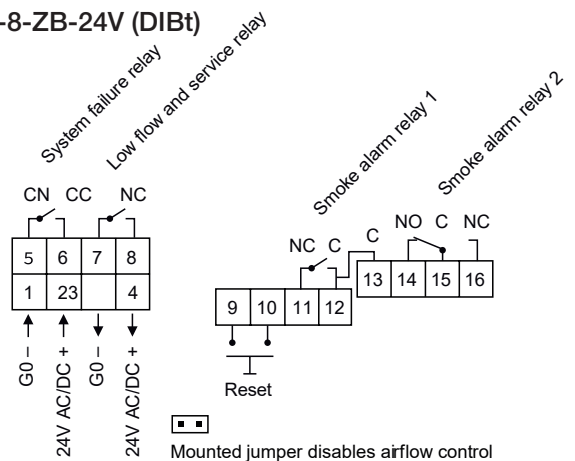 -8-ZB-24V (DIBt)
System failure relay
Low flow and service relay
CN CC NC
5 6 7 8
1 23 4
G0 –
24V AC/DC +
G0 –
24V AC/DC +
Smoke alarm relay 1
Smoke alarm relay 2
NC C
C
NO C NC
13 14 15 16
9 10 11 12
Reset
Mounted jumper disables airflow control